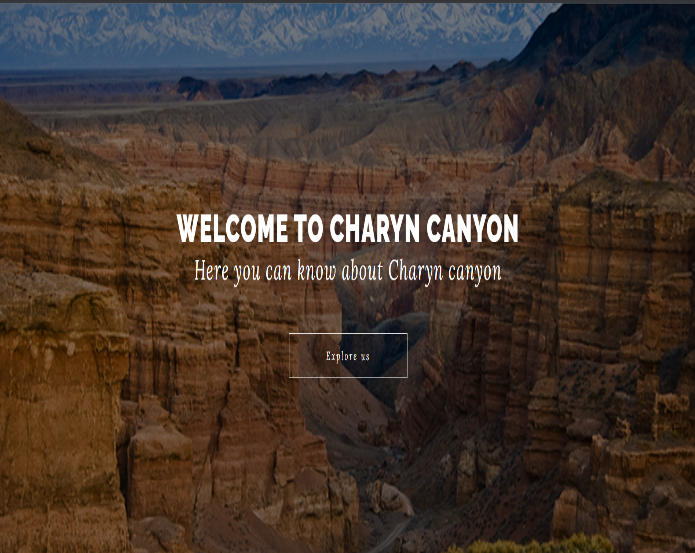 WELCOME TO CHARYN CANYON
Here you can know about Charyn canyon
Explore us